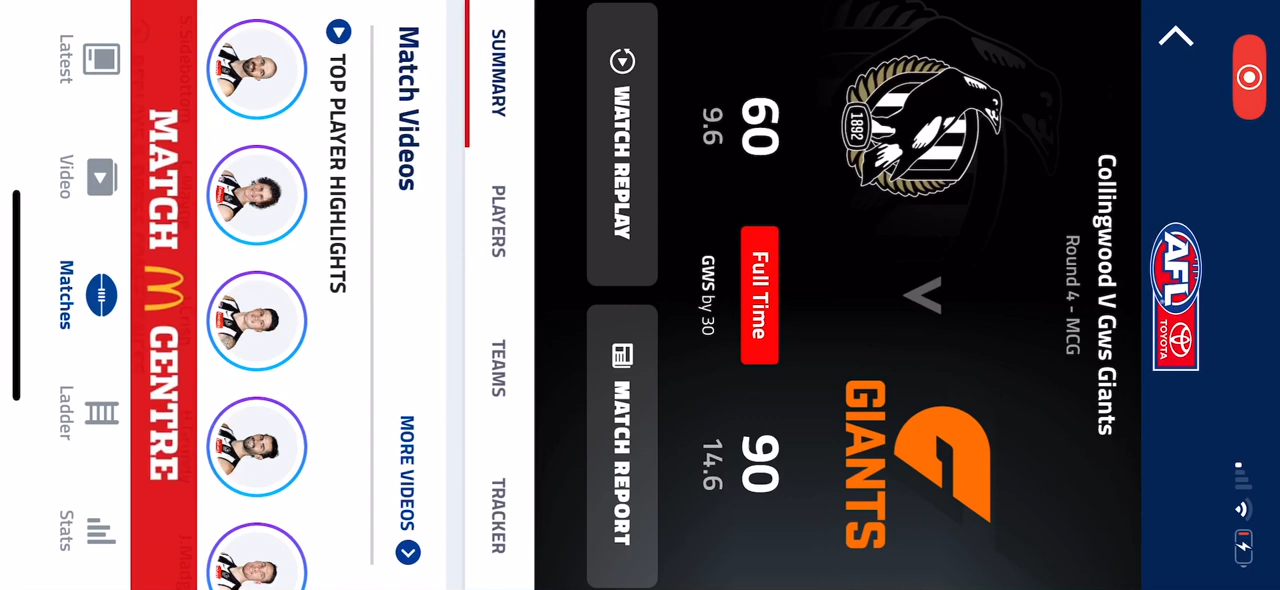 AFL
TOYOTA
Collingwood V Gws Giants
Round 4 - MCG
1892
V
GIANTS
60
Full Time
90
9.6
GWS by 30
14.6
WATCH REPLAY
MATCH REPORT
SUMMARY
PLAYERS
TEAMS
TRACKER
Match Videos
MORE VIDEOS
TOP PLAYER HIGHLIGHTS
S.Sidebottom
MATCH CENTRE
Latest
Video
Matches
Ladder
Stats